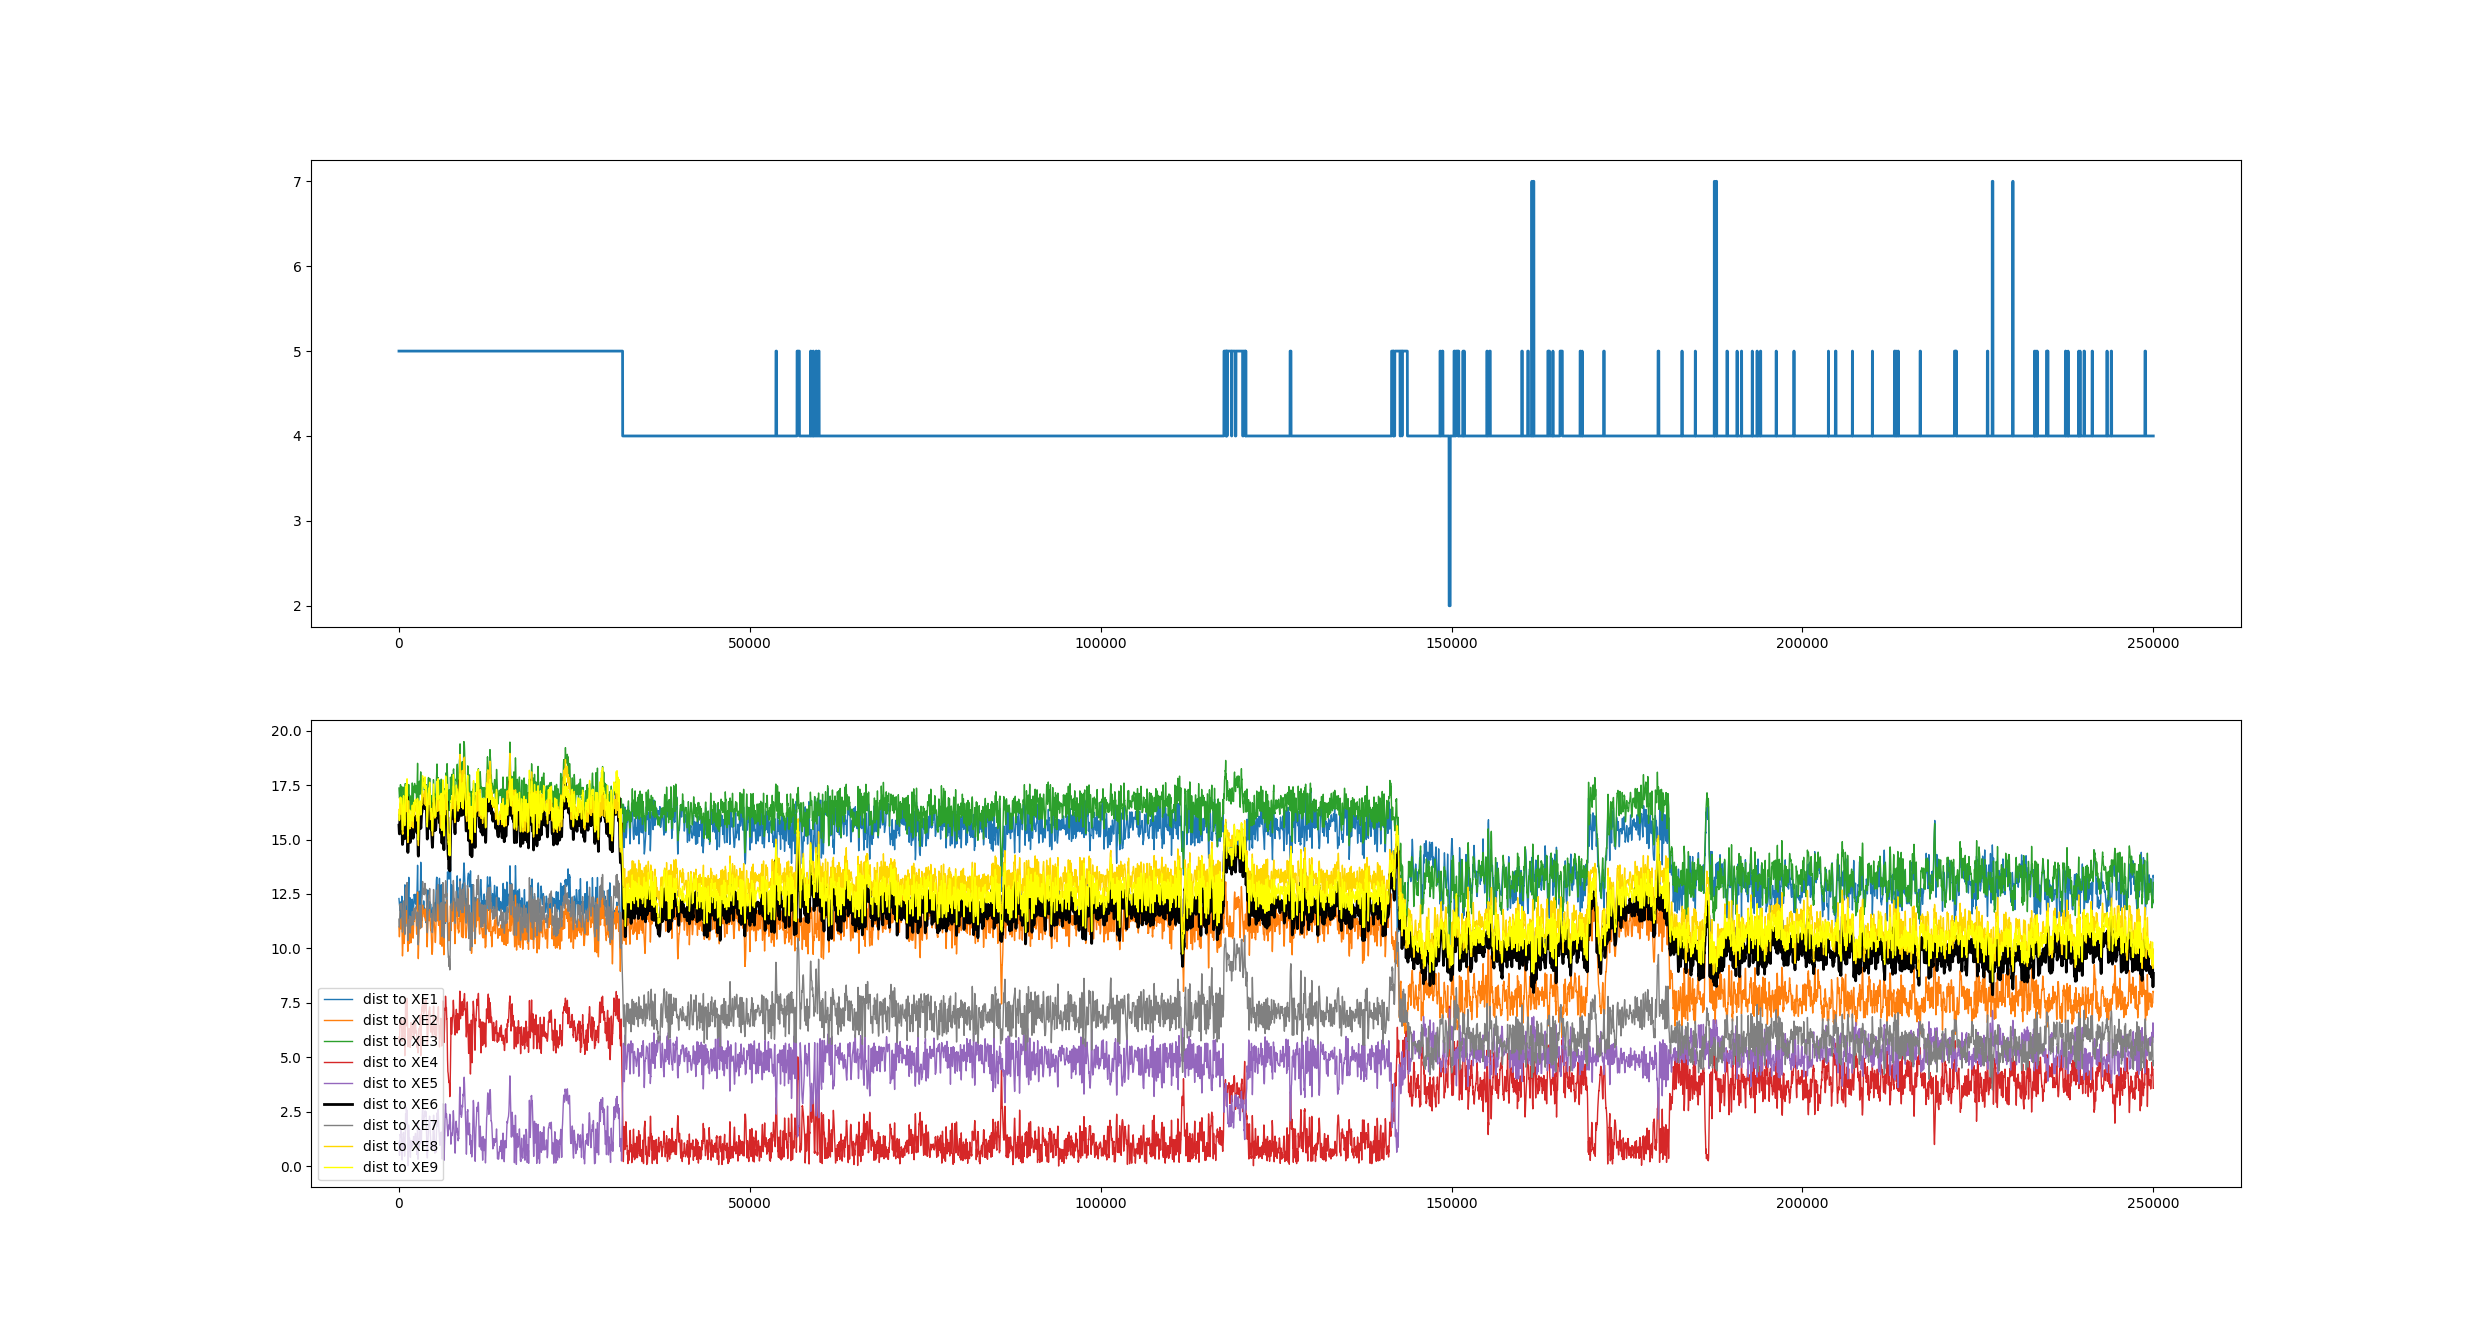 7
6
5
4
3
2
0 50000 100000 150000 200000 250000
20.0
17.5
15.0
12.5
10.0
7.5
5.0
2.5
0.0
dist to XE1
dist to XE2
dist to XE3
dist to XE4
dist to XE5
dist to XE6
dist to XE7
dist to XE8
dist to XE9
0 50000 100000 150000 200000 250000